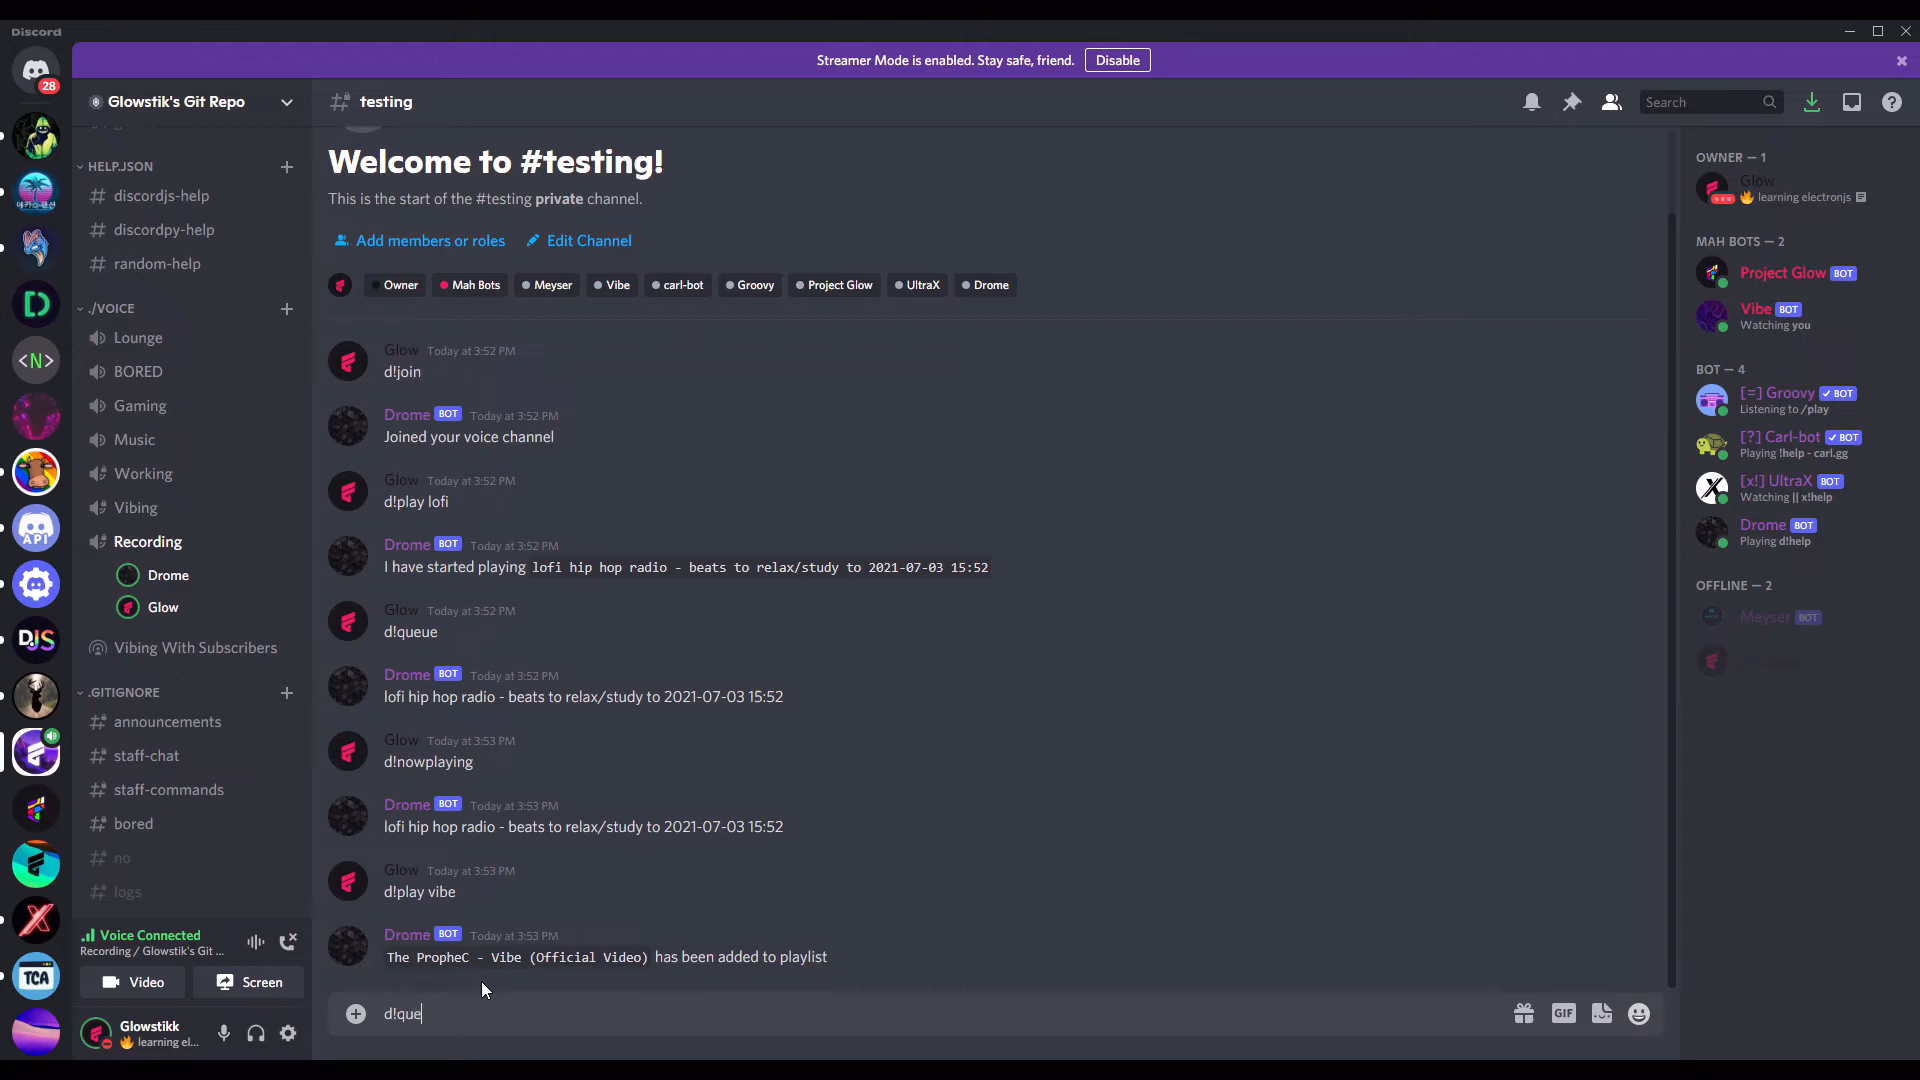 Discord
Streamer Mode is enabled. Stay safe, friend. Disable
28
Glowstik's Git Repo
testing
Search
HELP.JSON
discordjs-help
discordpy-help
random-help
./VOICE
Lounge
BORED
Gaming
Music
Working
Vibing
Recording
Drome
Glow
Vibing With Subscribers
.GITIGNORE
announcements
staff-chat
staff-commands
bored
no
logs
<N>
API
DJS
TCA
Voice Connected
Recording / Glowstik's Git ...
Video
Screen
Glowstikk
🔥 learning el...
Welcome to #testing!
This is the start of the #testing private channel.
Add members or roles
Edit Channel
Owner Mah Bots Meyser Vibe carl-bot Groovy Project Glow UltraX Drome
Glow Today at 3:52 PM
d!join
Drome BOT Today at 3:52 PM
Joined your voice channel
Glow Today at 3:52 PM
d!play lofi
Drome BOT Today at 3:52 PM
I have started playing lofi hip hop radio - beats to relax/study to 2021-07-03 15:52
Glow Today at 3:52 PM
d!queue
Drome BOT Today at 3:52 PM
lofi hip hop radio - beats to relax/study to 2021-07-03 15:52
Glow Today at 3:53 PM
d!nowplaying
Drome BOT Today at 3:53 PM
lofi hip hop radio - beats to relax/study to 2021-07-03 15:52
Glow Today at 3:53 PM
d!play vibe
Drome BOT Today at 3:53 PM
The PropheC - Vibe (Official Video) has been added to playlist
d!que
GIF
OWNER — 1
Glow
🔥 learning electronjs
MAH BOTS — 2
Project Glow BOT
Vibe BOT
Watching you
BOT — 4
[=] Groovy ✓ BOT
Listening to /play
[?] Carl-bot ✓ BOT
Playing !help - carl.gg
[x!] UltraX BOT
Watching || x!help
Drome BOT
Playing d!help
OFFLINE — 2
Meyser BOT